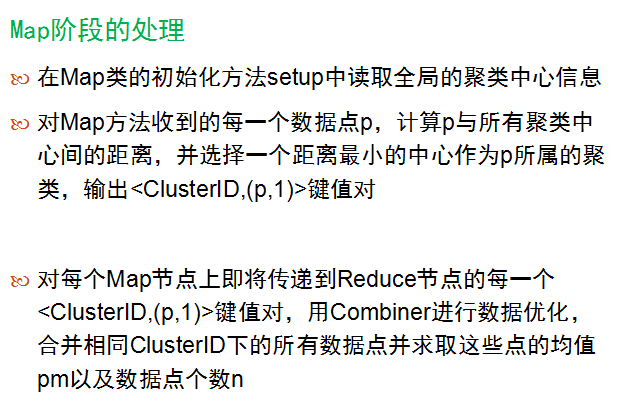 Map阶段的处理
在Map类的初始化方法setup中读取全局的聚类中心信息
对Map方法收到的每一个数据点p，计算p与所有聚类中
心间的距离，并选择一个距离最小的中心作为p所属的聚
类，输出<ClusterID,(p,1)>键值对
对每个Map节点上即将传递到Reduce节点的每一个
<ClusterID,(p,1)>键值对，用Combiner进行数据优化，
合并相同ClusterID下的所有数据点并求取这些点的均值
pm以及数据点个数n